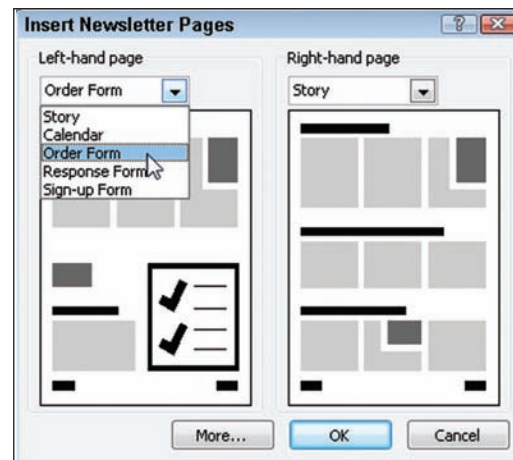 Insert Newsletter Pages
Left-hand page
Right-hand page
Order Form
Story
Story
Calendar
Order Form
Response Form
Sign-up Form
More...
OK
Cancel